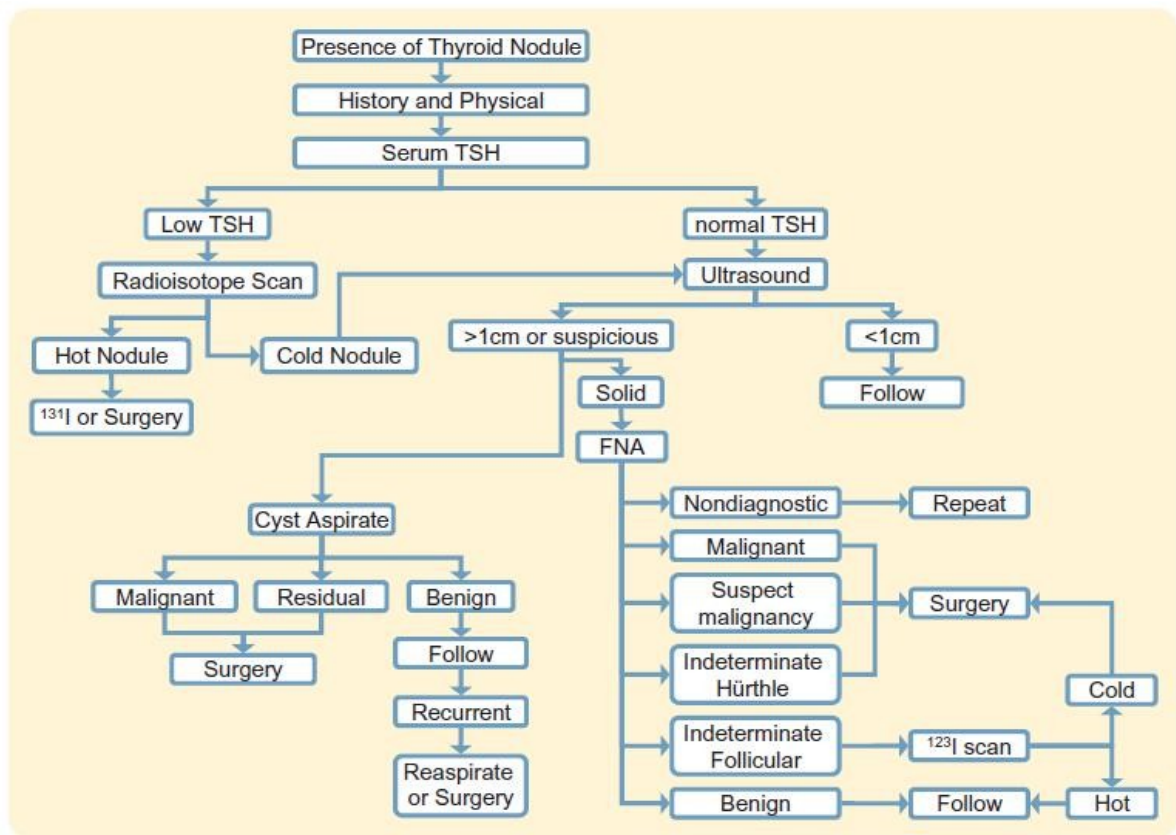 Presence of Thyroid Nodule
History and Physical
Serum TSH
Low TSH
normal TSH
Radioisotope Scan
Ultrasound
>1cm or suspicious
<1cm
Hot Nodule
Cold Nodule
Solid
Follow
¹³¹I or Surgery
FNA
Cyst Aspirate
Nondiagnostic
Repeat
Malignant
Malignant
Residual
Benign
Suspect
malignancy
Surgery
Surgery
Follow
Indeterminate
Hürthle
Cold
Recurrent
Indeterminate
Follicular
¹²³I scan
Reaspirate
or Surgery
Benign
Follow
Hot